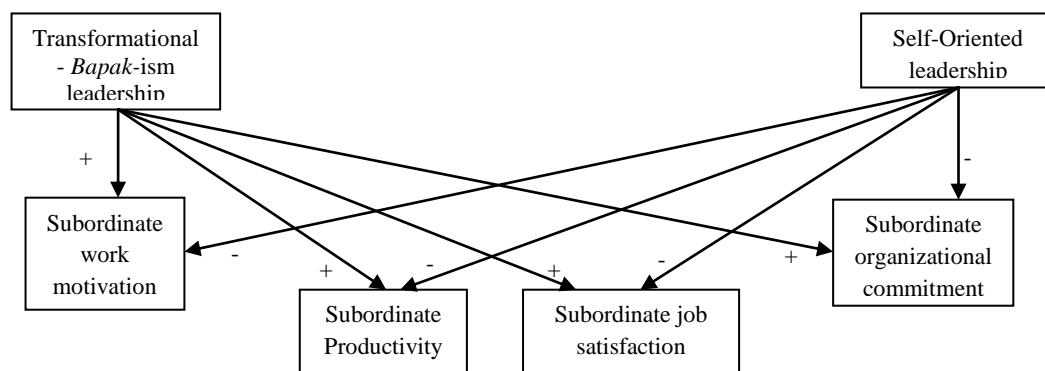 Transformational
- Bapak-ism
leadership
Self-Oriented
leadership
+
-
Subordinate
work
motivation
Subordinate
organizational
commitment
-
+
-
+
-
+
Subordinate
Productivity
Subordinate job
satisfaction